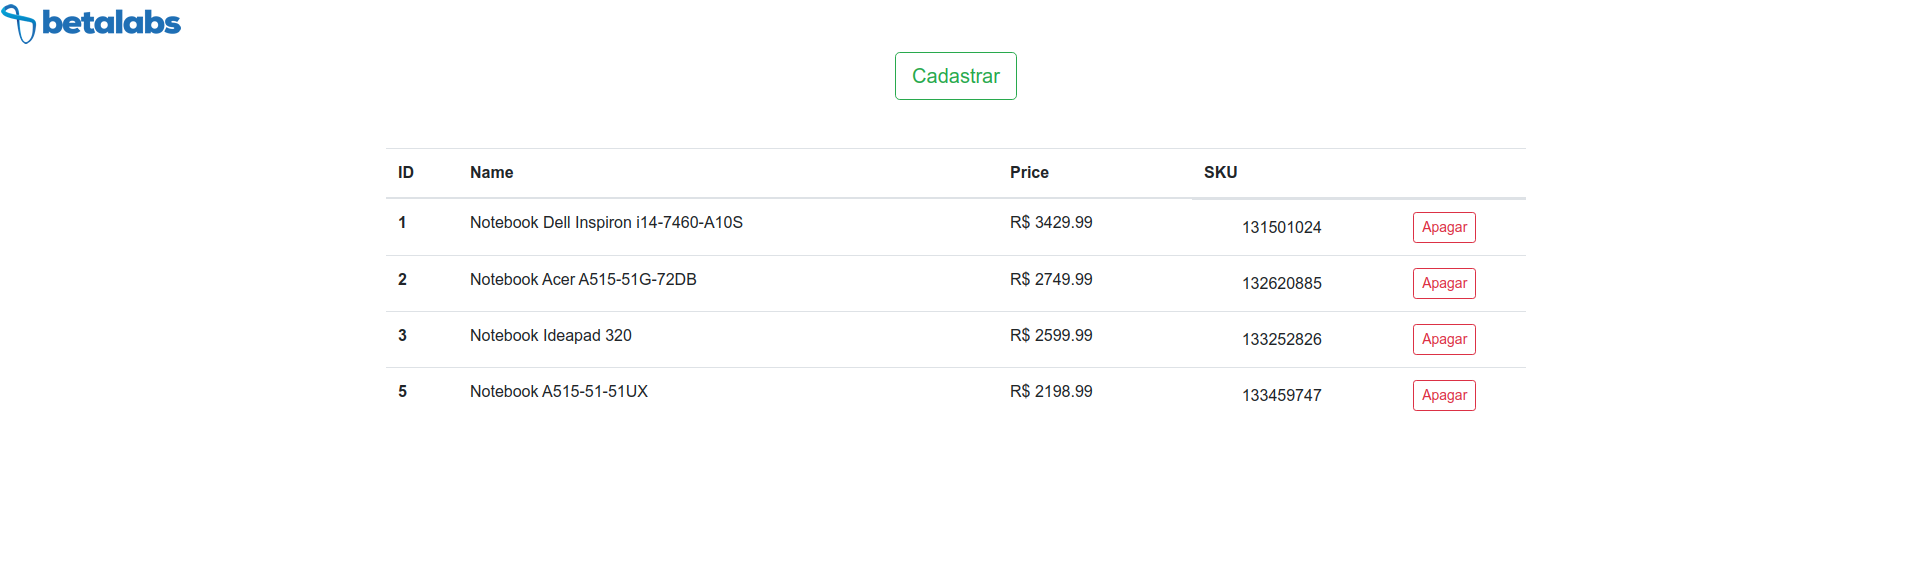 betalabs
Cadastrar
ID Name Price SKU
1 Notebook Dell Inspiron i14-7460-A10S R$ 3429.99 131501024 Apagar
2 Notebook Acer A515-51G-72DB R$ 2749.99 132620885 Apagar
3 Notebook Ideapad 320 R$ 2599.99 133252826 Apagar
5 Notebook A515-51-51UX R$ 2198.99 133459747 Apagar